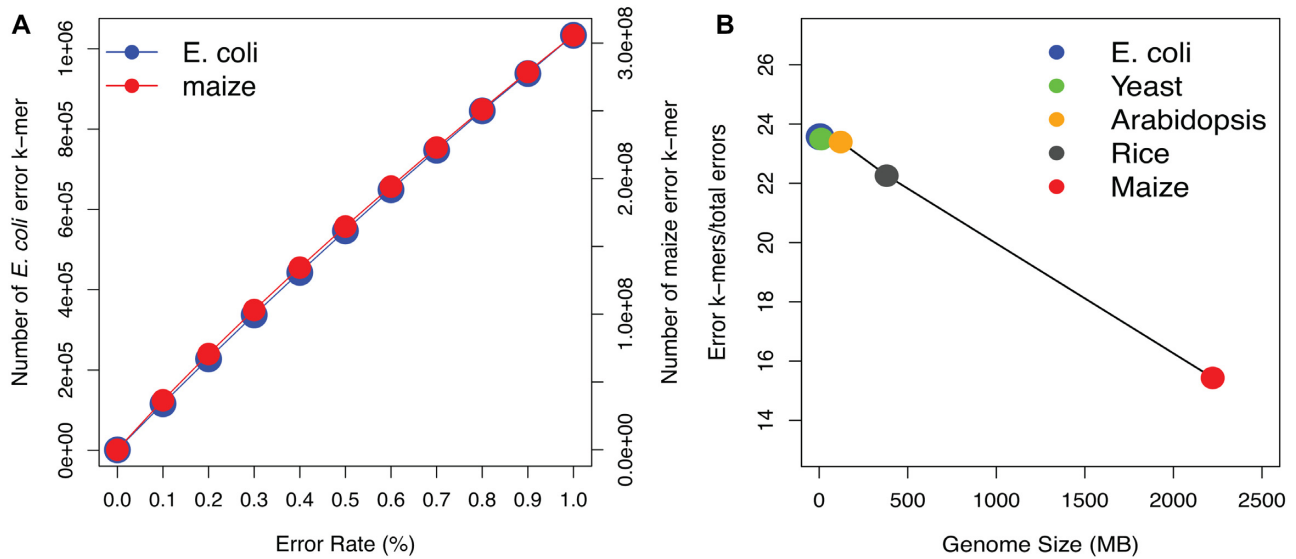 A
E. coli
maize
Number of E. coli error k−mer
0e+00
2e+05
4e+05
6e+05
8e+05
1e+06
0.0
0.1
0.2
0.3
0.4
0.5
0.6
0.7
0.8
0.9
1.0
Error Rate (%)
Number of maize error k−mer
0.0e+00
1.0e+08
2.0e+08
3.0e+08
B
E. coli
Yeast
Arabidopsis
Rice
Maize
Error k−mers/total errors
26
24
22
20
18
16
14
0
500
1000
1500
2000
2500
Genome Size (MB)